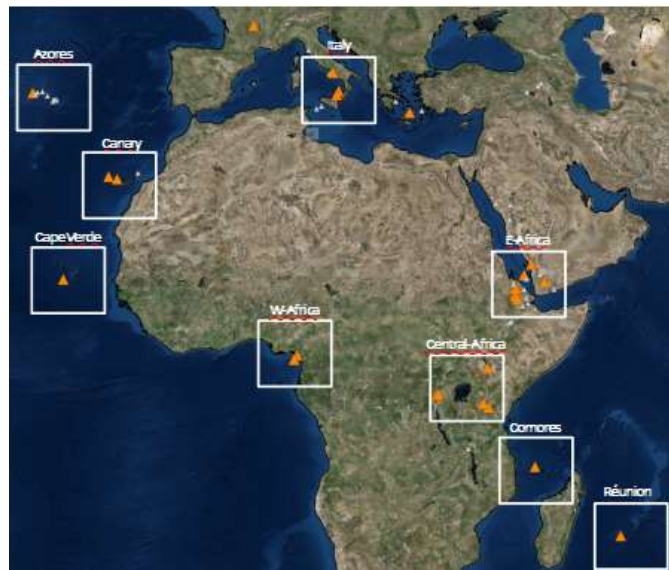 Italy
Azores
Canary
Cape Verde
E-Africa
W-Africa
Central-Africa
Comores
Réunion